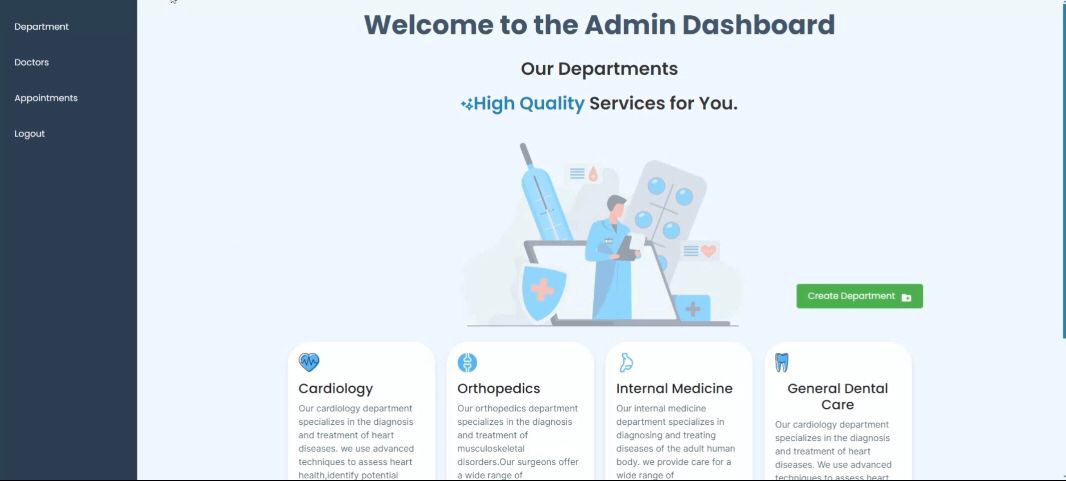 Department
Doctors
Appointments
Logout
Welcome to the Admin Dashboard
Our Departments
High Quality Services for You.
Create Department
Cardiology
Our cardiology department
specializes in the diagnosis
and treatment of heart
diseases. we use advanced
techniques to assess heart
health,identify potential
Orthopedics
Our orthopedics department
specializes in the diagnosis
and treatment of
musculoskeletal
disorders.Our surgeons offer
a wide range of
Internal Medicine
Our internal medicine
department specializes in
diagnosing and treating
diseases of the adult human
body. we provide care for a
wide range of
General Dental
Care
Our cardiology department
specializes in the diagnosis
and treatment of heart
diseases. We use advanced
techniques to assess heart